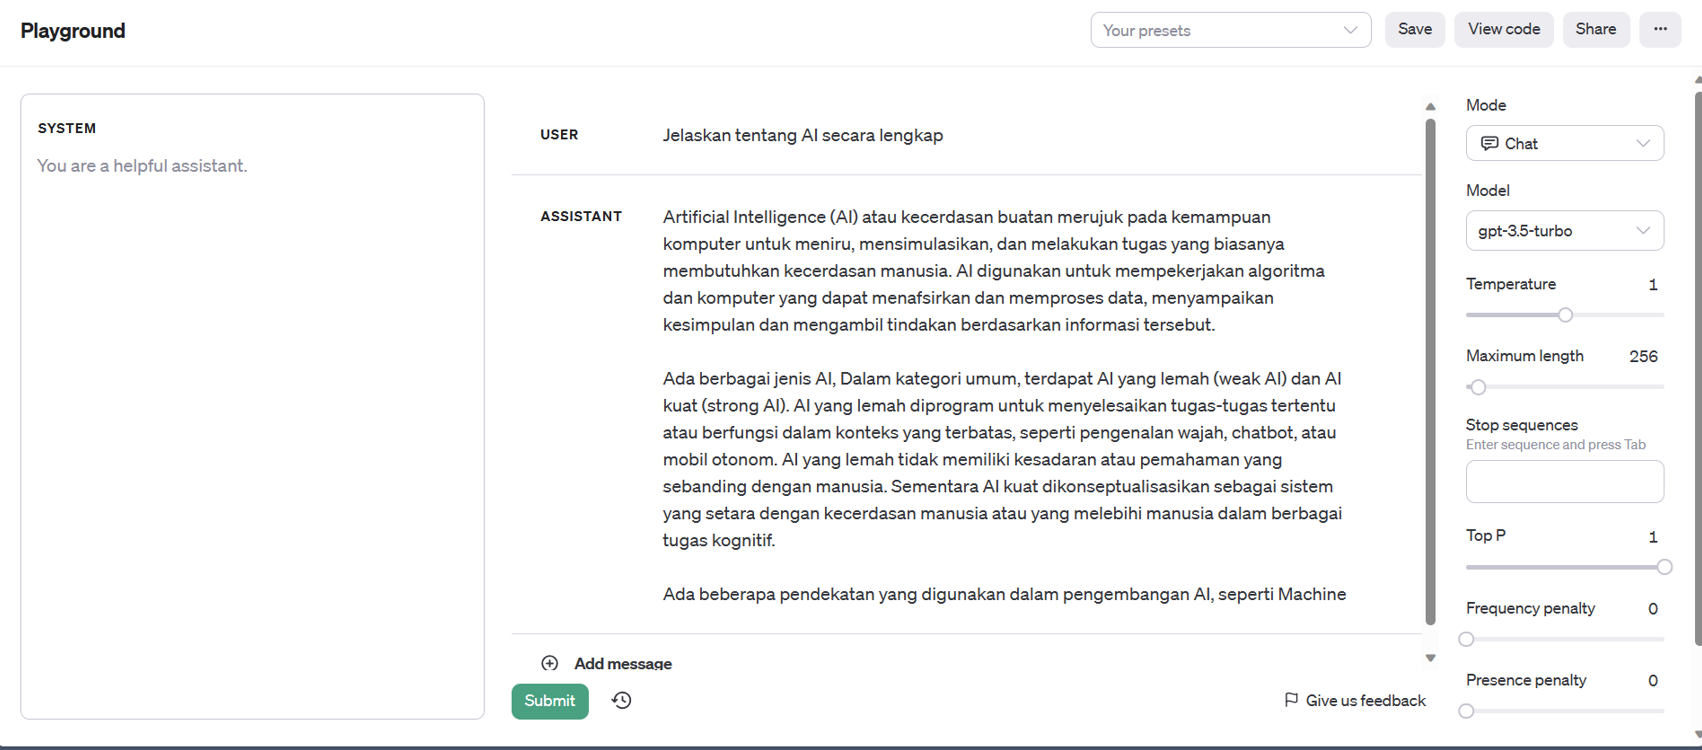 Playground
Your presets
Save
View code
Share
...
SYSTEM
You are a helpful assistant.
USER
Jelaskan tentang AI secara lengkap
ASSISTANT
Artificial Intelligence (AI) atau kecerdasan buatan merujuk pada kemampuan
komputer untuk meniru, mensimulasikan, dan melakukan tugas yang biasanya
membutuhkan kecerdasan manusia. AI digunakan untuk mempekerjakan algoritma
dan komputer yang dapat menafsirkan dan memproses data, menyampaikan
kesimpulan dan mengambil tindakan berdasarkan informasi tersebut.
Ada berbagai jenis AI, Dalam kategori umum, terdapat AI yang lemah (weak AI) dan AI
kuat (strong AI). AI yang lemah diprogram untuk menyelesaikan tugas-tugas tertentu
atau berfungsi dalam konteks yang terbatas, seperti pengenalan wajah, chatbot, atau
mobil otonom. AI yang lemah tidak memiliki kesadaran atau pemahaman yang
sebanding dengan manusia. Sementara AI kuat dikonseptualisasikan sebagai sistem
yang setara dengan kecerdasan manusia atau yang melebihi manusia dalam berbagai
tugas kognitif.
Ada beberapa pendekatan yang digunakan dalam pengembangan AI, seperti Machine
Add message
Submit
Give us feedback
Mode
Chat
Model
gpt-3.5-turbo
Temperature 1
Maximum length 256
Stop sequences
Enter sequence and press Tab
Top P 1
Frequency penalty 0
Presence penalty 0